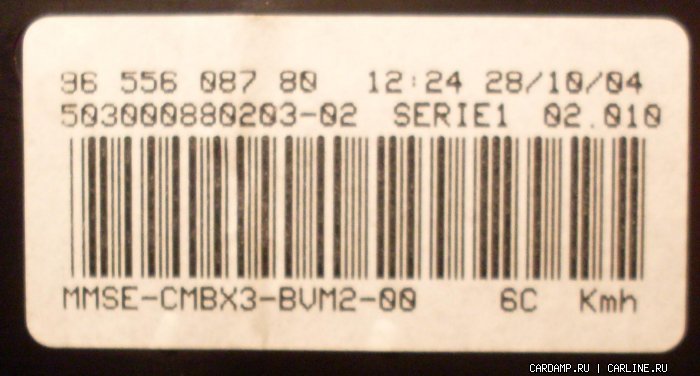 96 556 087 80 12:24 28/10/04
503000880203-02 SERIE1 02.010
MMSE-CMBX3-BVM2-00 6C Kmh
CARDAMP.RU | CARLINE.RU